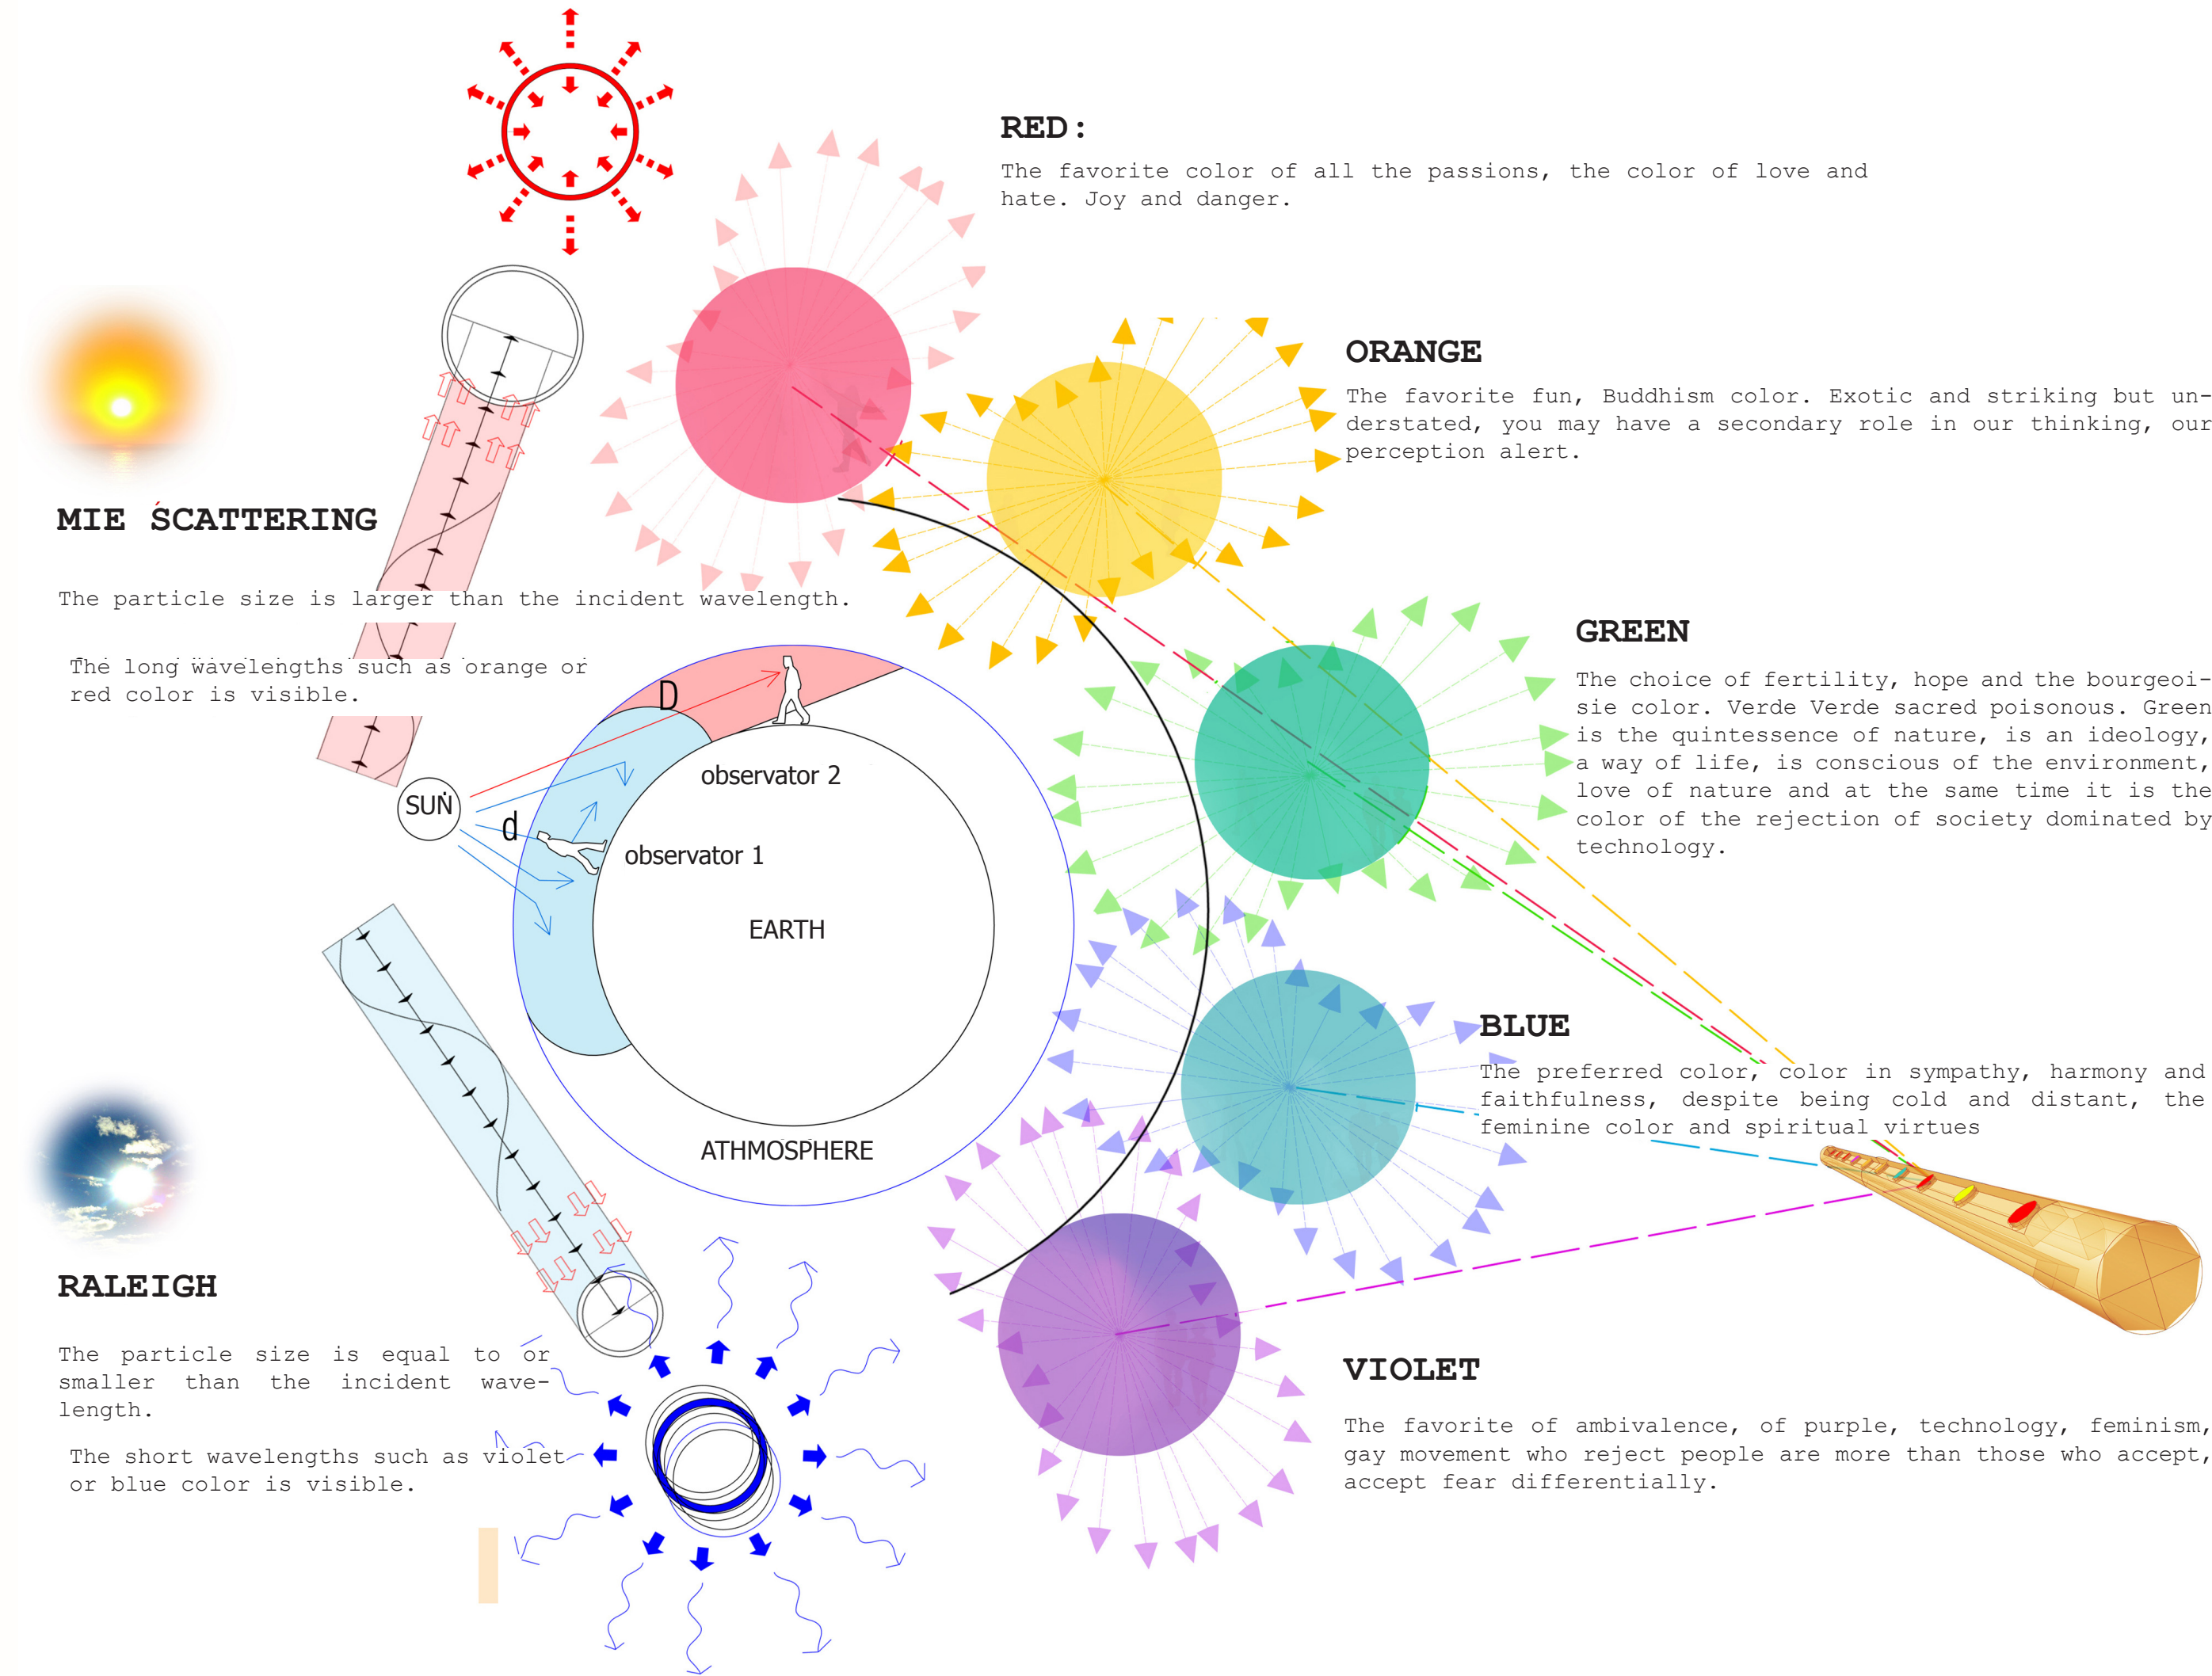 RED:
The favorite color of all the passions, the color of love and
hate. Joy and danger.
ORANGE
The favorite fun, Buddhism color. Exotic and striking but un-
derstated, you may have a secondary role in our thinking, our
perception alert.
MIE SCATTERING
The particle size is larger than the incident wavelength.
The long wavelengths such as orange or
red color is visible.
GREEN
The choice of fertility, hope and the bourgeoi-
sie color. Verde Verde sacred poisonous. Green
is the quintessence of nature, is an ideology,
a way of life, is conscious of the environment,
love of nature and at the same time it is the
color of the rejection of society dominated by
technology.
D
observator 2
SUN
d
observator 1
EARTH
ATHMOSPHERE
BLUE
The preferred color, color in sympathy, harmony and
faithfulness, despite being cold and distant, the
feminine color and spiritual virtues
RALEIGH
The particle size is equal to or
smaller than the incident wave-
length.
The short wavelengths such as violet
or blue color is visible.
VIOLET
The favorite of ambivalence, of purple, technology, feminism,
gay movement who reject people are more than those who accept,
accept fear differentially.